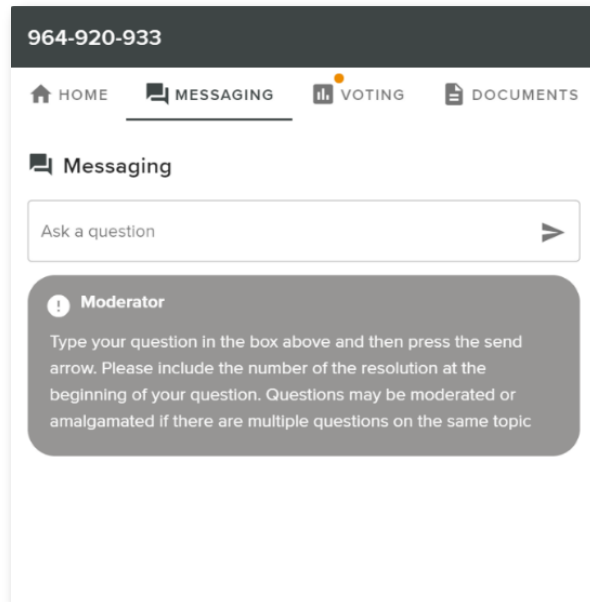 964-920-933
HOME MESSAGING VOTING DOCUMENTS
Messaging
Ask a question
Moderator
Type your question in the box above and then press the send
arrow. Please include the number of the resolution at the
beginning of your question. Questions may be moderated or
amalgamated if there are multiple questions on the same topic